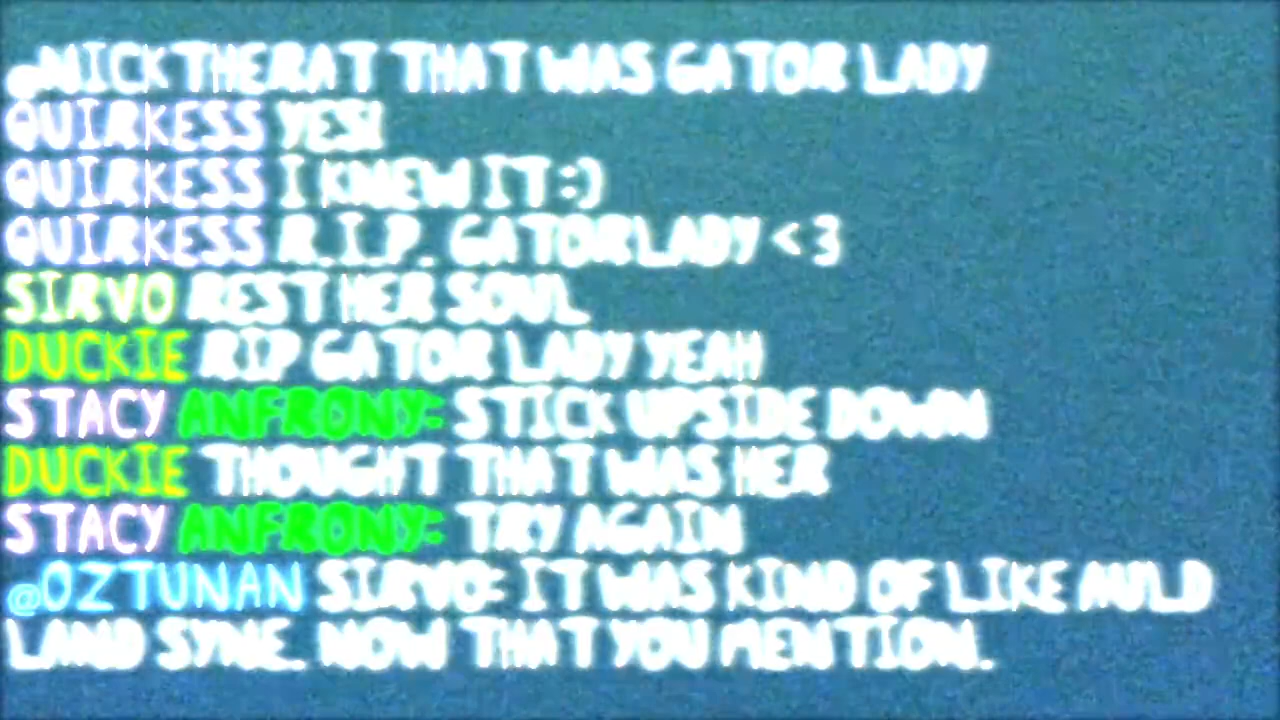 @NICKTHERAT THAT WAS GATOR LADY
QUIRKESS YES!
QUIRKESS I KNEW IT :)
QUIRKESS R.I.P. GATORLADY <3
SIRVO REST HER SOUL
DUCKIE RIP GATOR LADY YEAH
STACY ANFRONY: STICK UPSIDE DOWN
DUCKIE THOUGHT THAT WAS HER
STACY ANFRONY: TRY AGAIN
@OZTUNAN SIRVO: IT WAS KIND OF LIKE AULD
LAND SYNE. NOW THAT YOU MENTION.